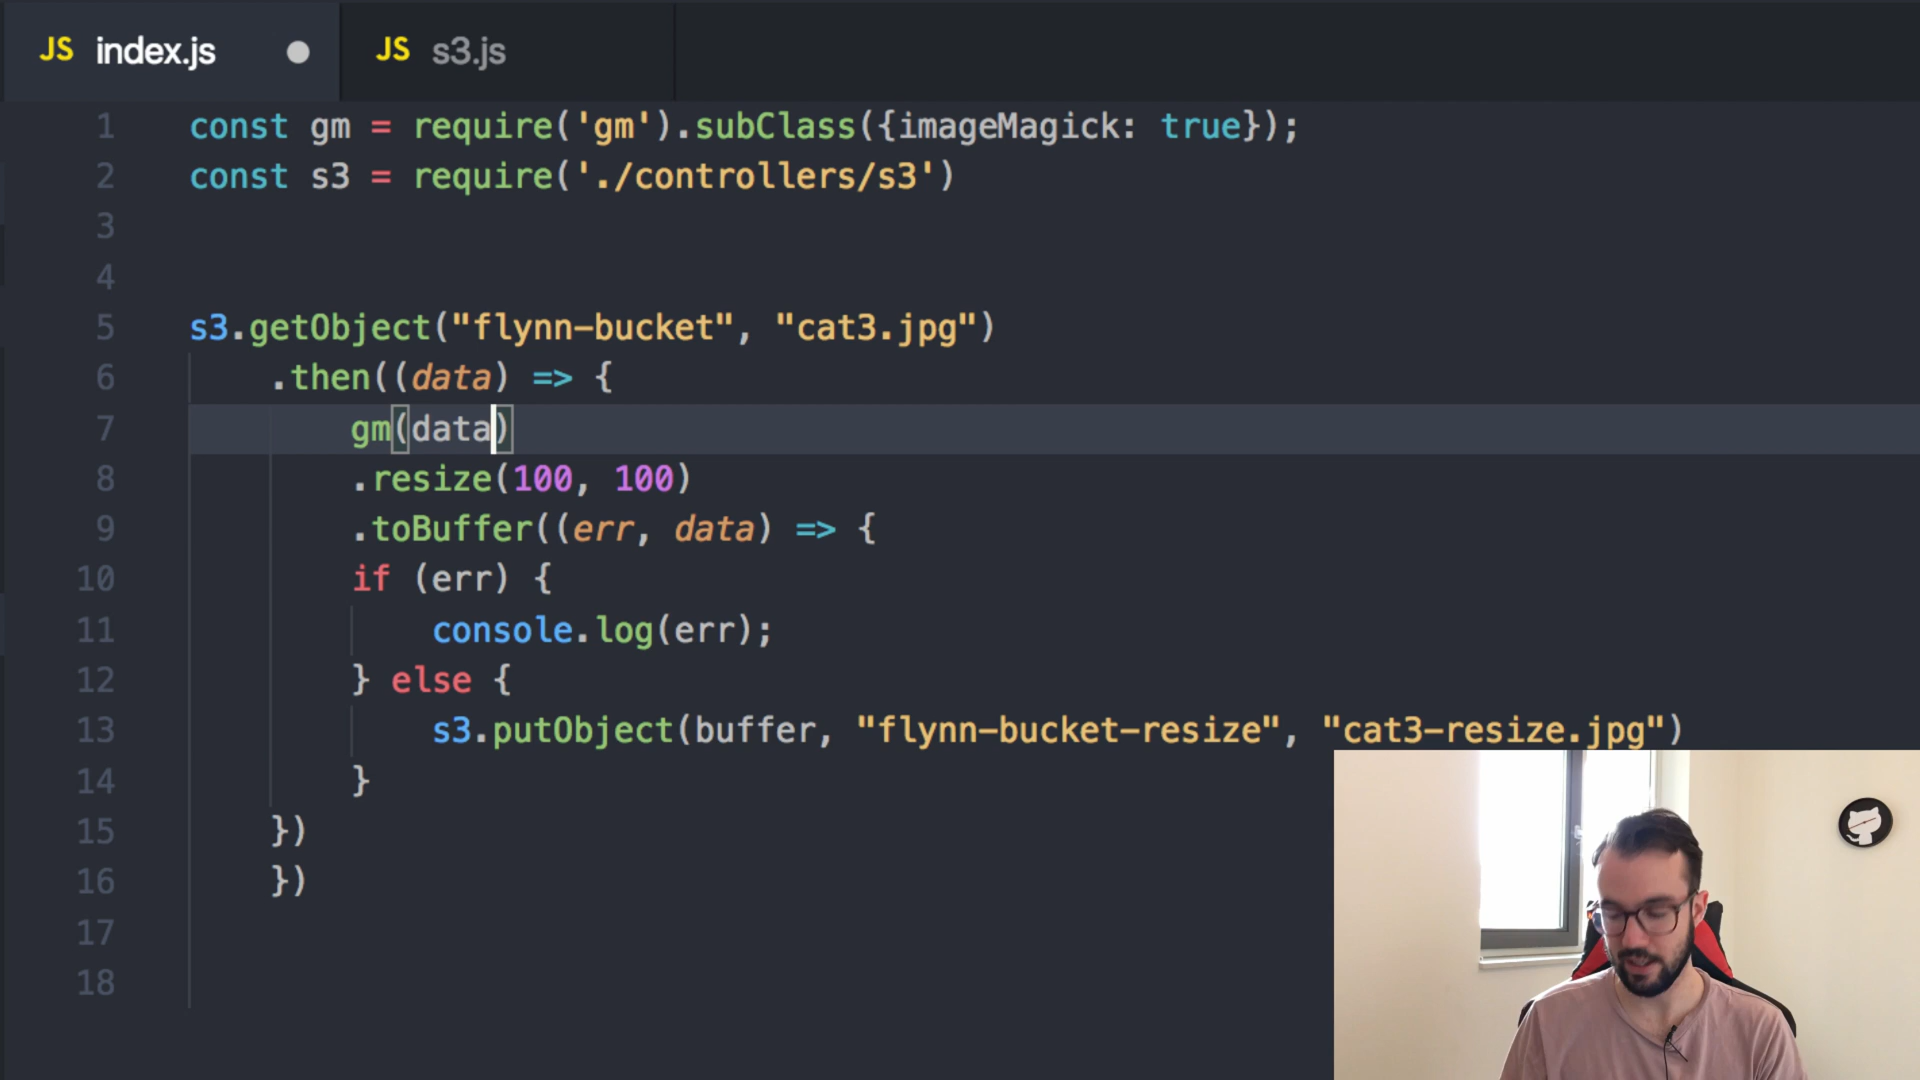 JS index.js JS s3.js
1 const gm = require('gm').subClass({imageMagick: true});
2 const s3 = require('./controllers/s3')
3
4
5 s3.getObject("flynn-bucket", "cat3.jpg")
6 .then((data) => {
7 gm(data)
8 .resize(100, 100)
9 .toBuffer((err, data) => {
10 if (err) {
11 console.log(err);
12 } else {
13 s3.putObject(buffer, "flynn-bucket-resize", "cat3-resize.jpg")
14 }
15 })
16 })
17
18